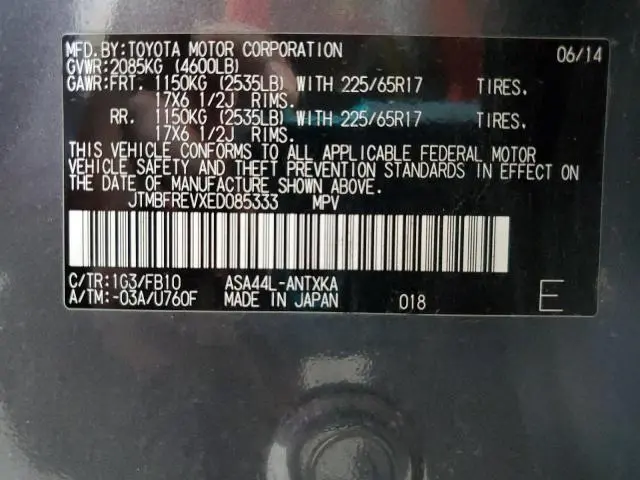 MFD.BY:TOYOTA MOTOR CORPORATION 06/14
GVWR:2085KG (4600LB)
GAWR:FRT. 1150KG (2535LB) WITH 225/65R17 TIRES,
17X6 1/2J RIMS.
RR. 1150KG (2535LB) WITH 225/65R17 TIRES,
17X6 1/2J RIMS.
THIS VEHICLE CONFORMS TO ALL APPLICABLE FEDERAL MOTOR
VEHICLE SAFETY AND THEFT PREVENTION STANDARDS IN EFFECT ON
THE DATE OF MANUFACTURE SHOWN ABOVE.
JTMBFREVXED085333 MPV
C/TR:1G3/FB10 ASA44L-ANTXKA
A/TM:-03A/U760F MADE IN JAPAN 018 E